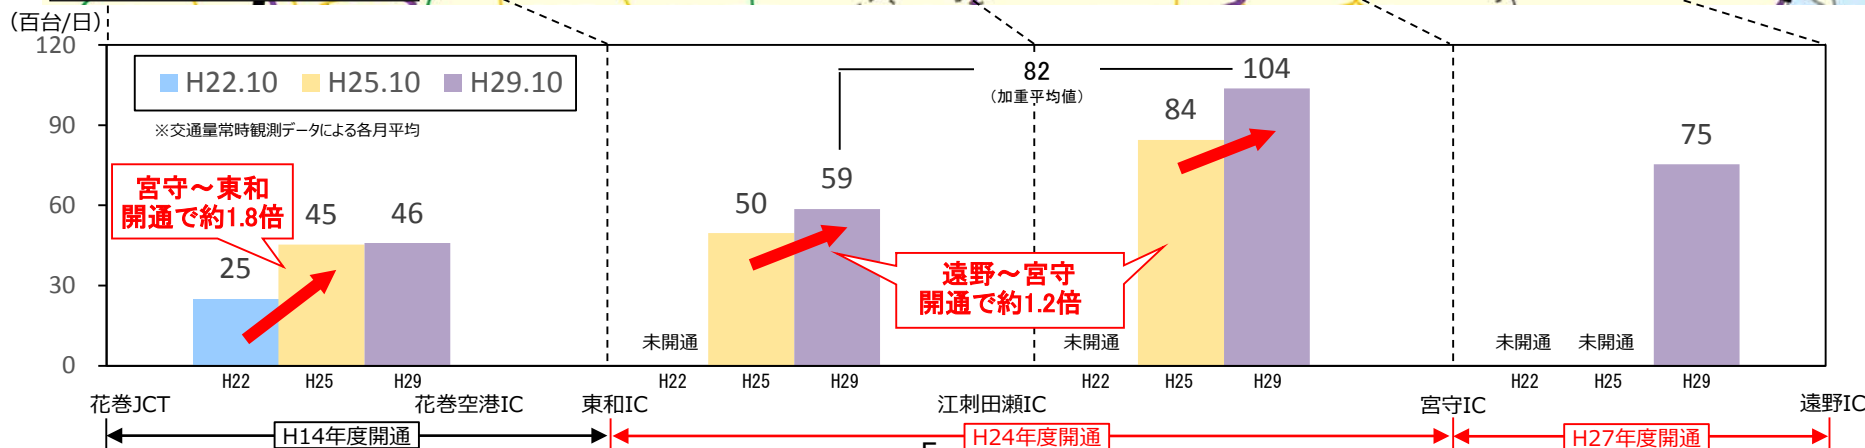 （百台/日）
120
90
60
30
0
H22.10 H25.10 H29.10
※交通量常時観測データによる各月平均
宮守～東和
開通で約1.8倍
25
45
46
50
59
82
（加重平均値）
84
104
75
遠野～宮守
開通で約1.2倍
未開通
未開通
未開通 未開通
H22 H25 H29 H22 H25 H29 H22 H25 H29 H22 H25 H29
花巻JCT 花巻空港IC 東和IC 江刺田瀬IC 宮守IC 遠野IC
H14年度開通 H24年度開通 H27年度開通